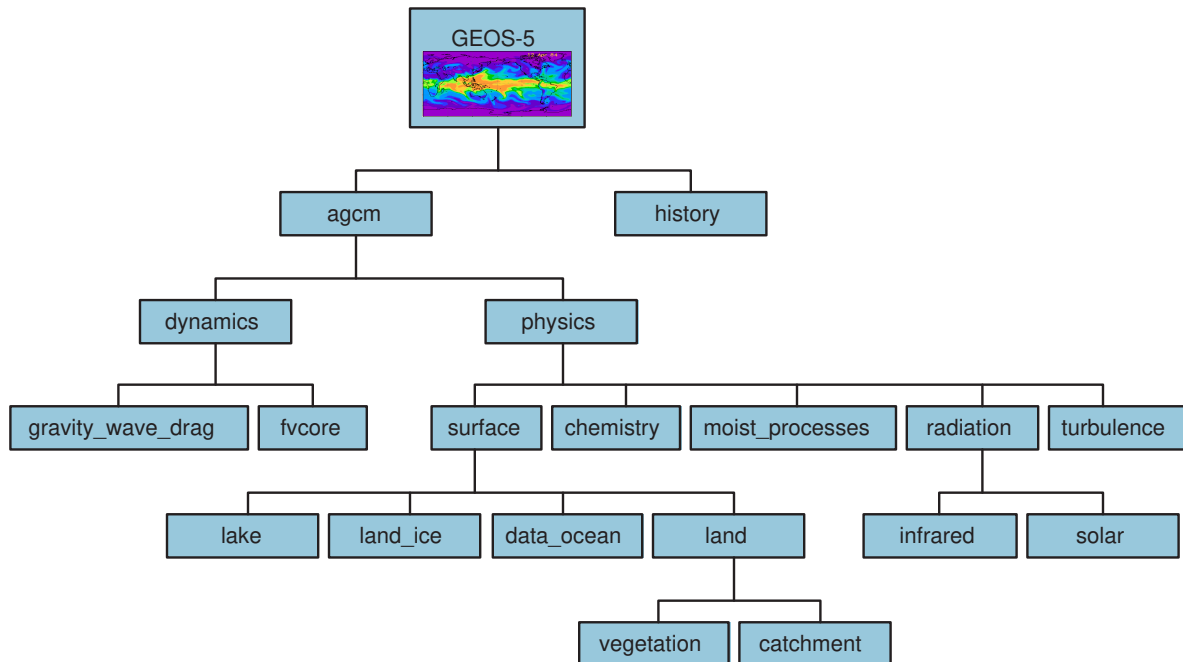 GEOS-5
agcm
history
dynamics
physics
gravity_wave_drag
fvcore
surface
chemistry
moist_processes
radiation
turbulence
lake
land_ice
data_ocean
land
infrared
solar
vegetation
catchment